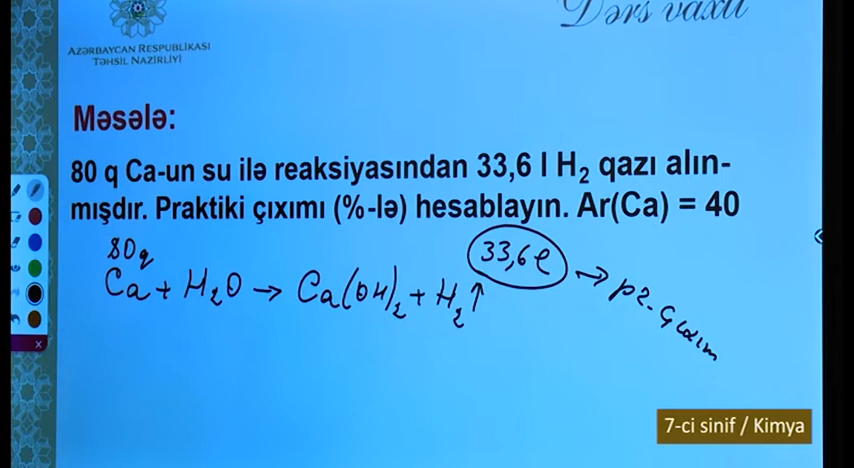 Dərs vaxtı
AZƏRBAYCAN RESPUBLİKASI
TƏHSİL NAZİRLİYİ
Məsələ:
80 q Ca-un su ilə reaksiyasından 33,6 l H₂ qazı alın-
mışdır. Praktiki çıxımı (%-lə) hesablayın. Ar(Ca) = 40
80q
33,6l → pr. çıxım
Ca + H₂O → Ca(OH)₂ + H₂↑
7-ci sinif / Kimya